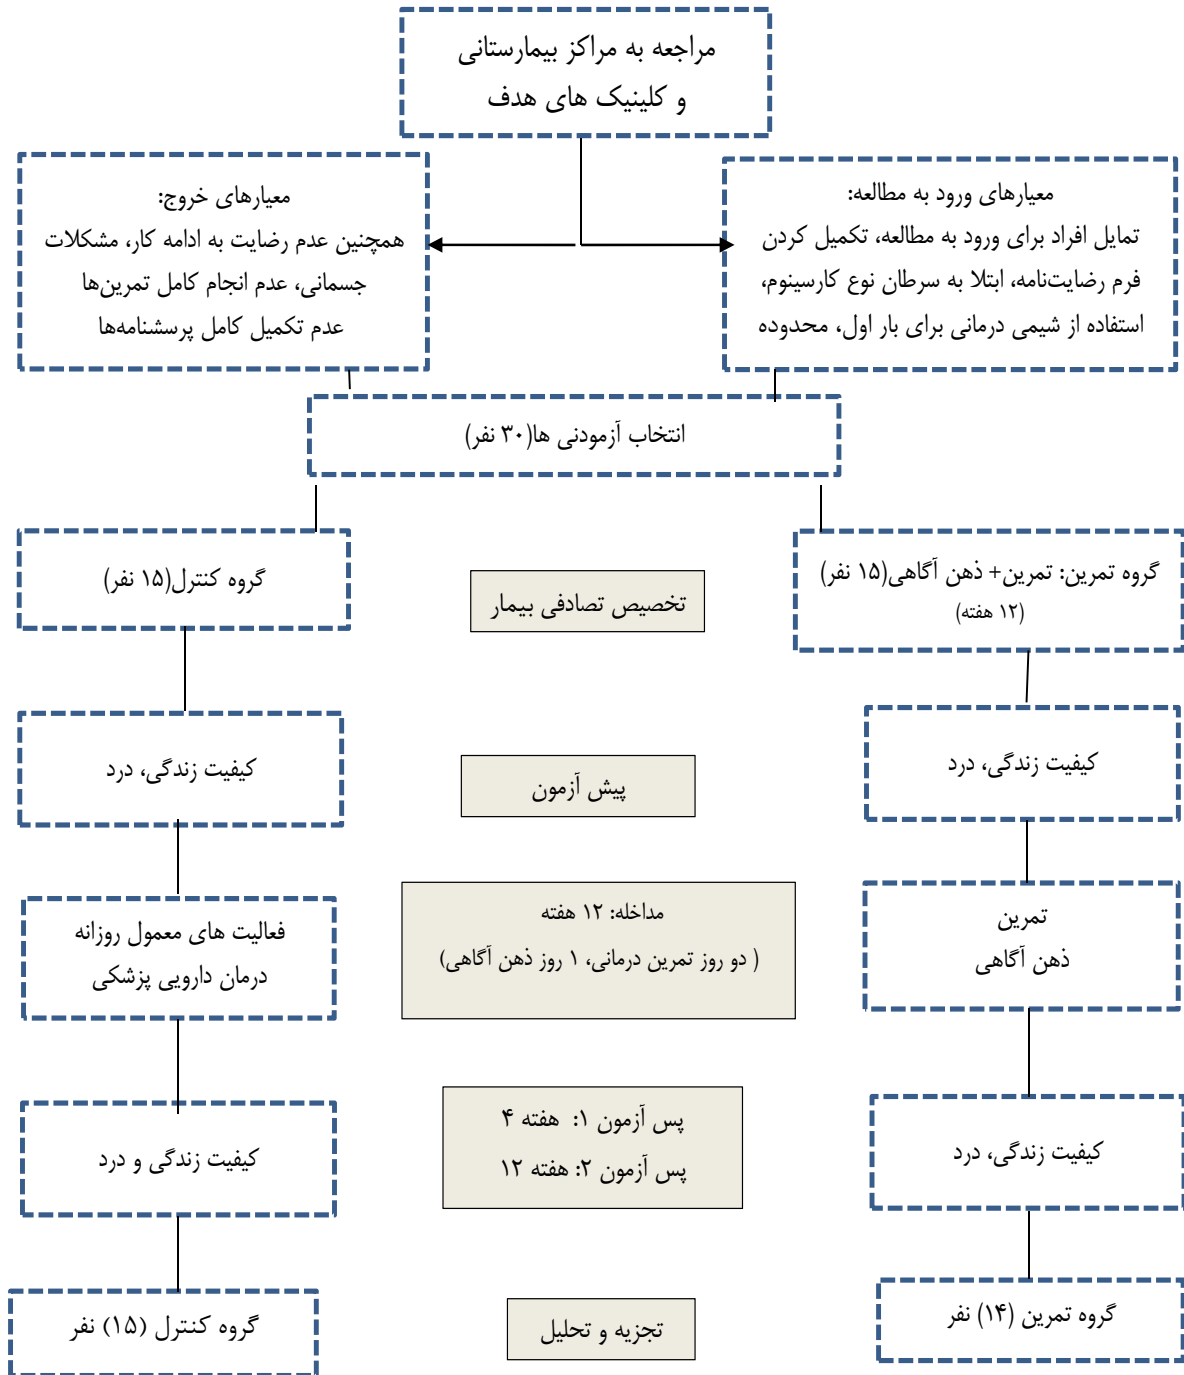 مراجعه به مراکز بیمارستانی
و کلینیک های هدف
معیارهای ورود به مطالعه:
تمایل افراد برای ورود به مطالعه، تکمیل کردن
فرم رضایت‌نامه، ابتلا به سرطان نوع کارسینوم،
استفاده از شیمی درمانی برای بار اول، محدوده
معیارهای خروج:
همچنین عدم رضایت به ادامه کار، مشکلات
جسمانی، عدم انجام کامل تمرین‌ها
عدم تکمیل کامل پرسشنامه‌ها
انتخاب آزمودنی ها(۳۰ نفر)
گروه تمرین: تمرین+ ذهن آگاهی(۱۵ نفر)
(۱۲ هفته)
تخصیص تصادفی بیمار
گروه کنترل(۱۵ نفر)
کیفیت زندگی، درد
پیش آزمون
کیفیت زندگی، درد
تمرین
ذهن آگاهی
مداخله: ۱۲ هفته
( دو روز تمرین درمانی، ۱ روز ذهن آگاهی)
فعالیت های معمول روزانه
درمان دارویی پزشکی
کیفیت زندگی، درد
پس آزمون ۱: هفته ۴
پس آزمون ۲: هفته ۱۲
کیفیت زندگی و درد
گروه تمرین (۱۴) نفر
تجزیه و تحلیل
گروه کنترل (۱۵) نفر